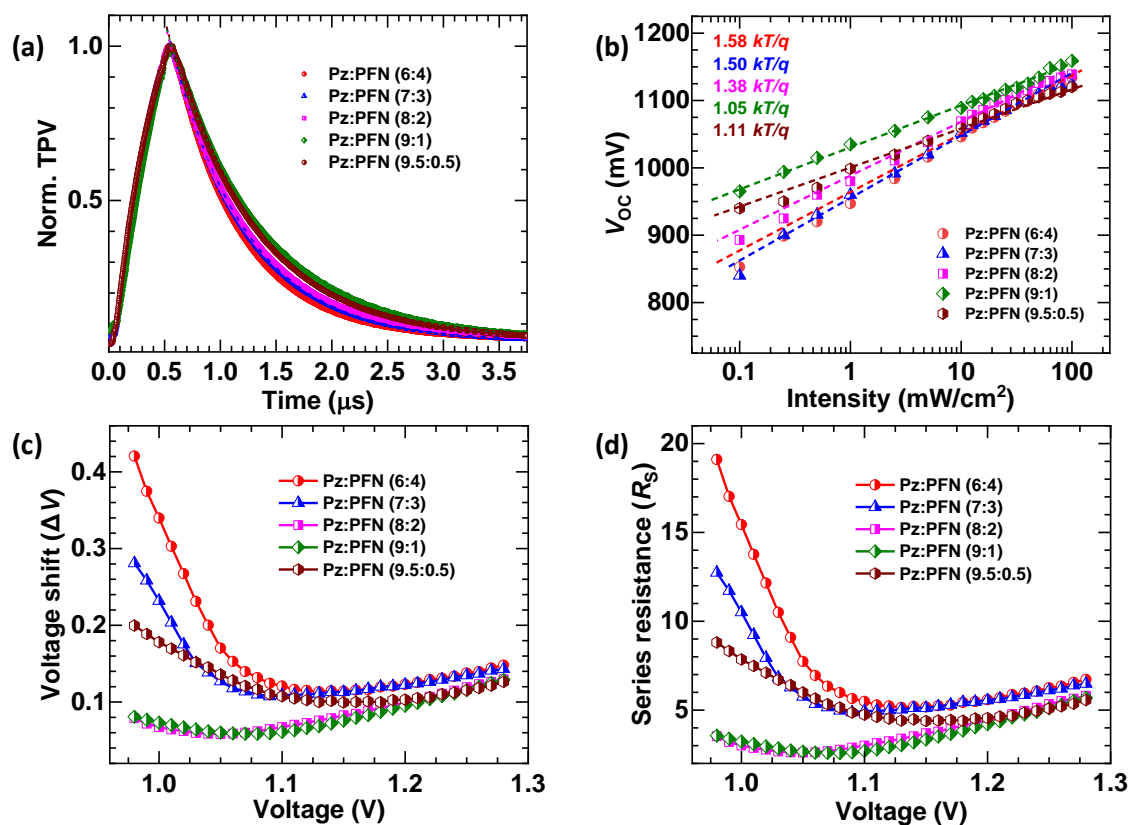 (a)
Norm. TPV
1.0
0.5
0.0 0.5 1.0 1.5 2.0 2.5 3.0 3.5
Time (μs)
Pz:PFN (6:4)
Pz:PFN (7:3)
Pz:PFN (8:2)
Pz:PFN (9:1)
Pz:PFN (9.5:0.5)
(b)
V_OC (mV)
1200
1100
1000
900
800
0.1 1 10 100
Intensity (mW/cm²)
1.58 kT/q
1.50 kT/q
1.38 kT/q
1.05 kT/q
1.11 kT/q
Pz:PFN (6:4)
Pz:PFN (7:3)
Pz:PFN (8:2)
Pz:PFN (9:1)
Pz:PFN (9.5:0.5)
(c)
Voltage shift (Δ V)
0.4
0.3
0.2
0.1
1.0 1.1 1.2 1.3
Voltage (V)
Pz:PFN (6:4)
Pz:PFN (7:3)
Pz:PFN (8:2)
Pz:PFN (9:1)
Pz:PFN (9.5:0.5)
(d)
Series resistance (R_S)
20
15
10
5
1.0 1.1 1.2 1.3
Voltage (V)
Pz:PFN (6:4)
Pz:PFN (7:3)
Pz:PFN (8:2)
Pz:PFN (9:1)
Pz:PFN (9.5:0.5)